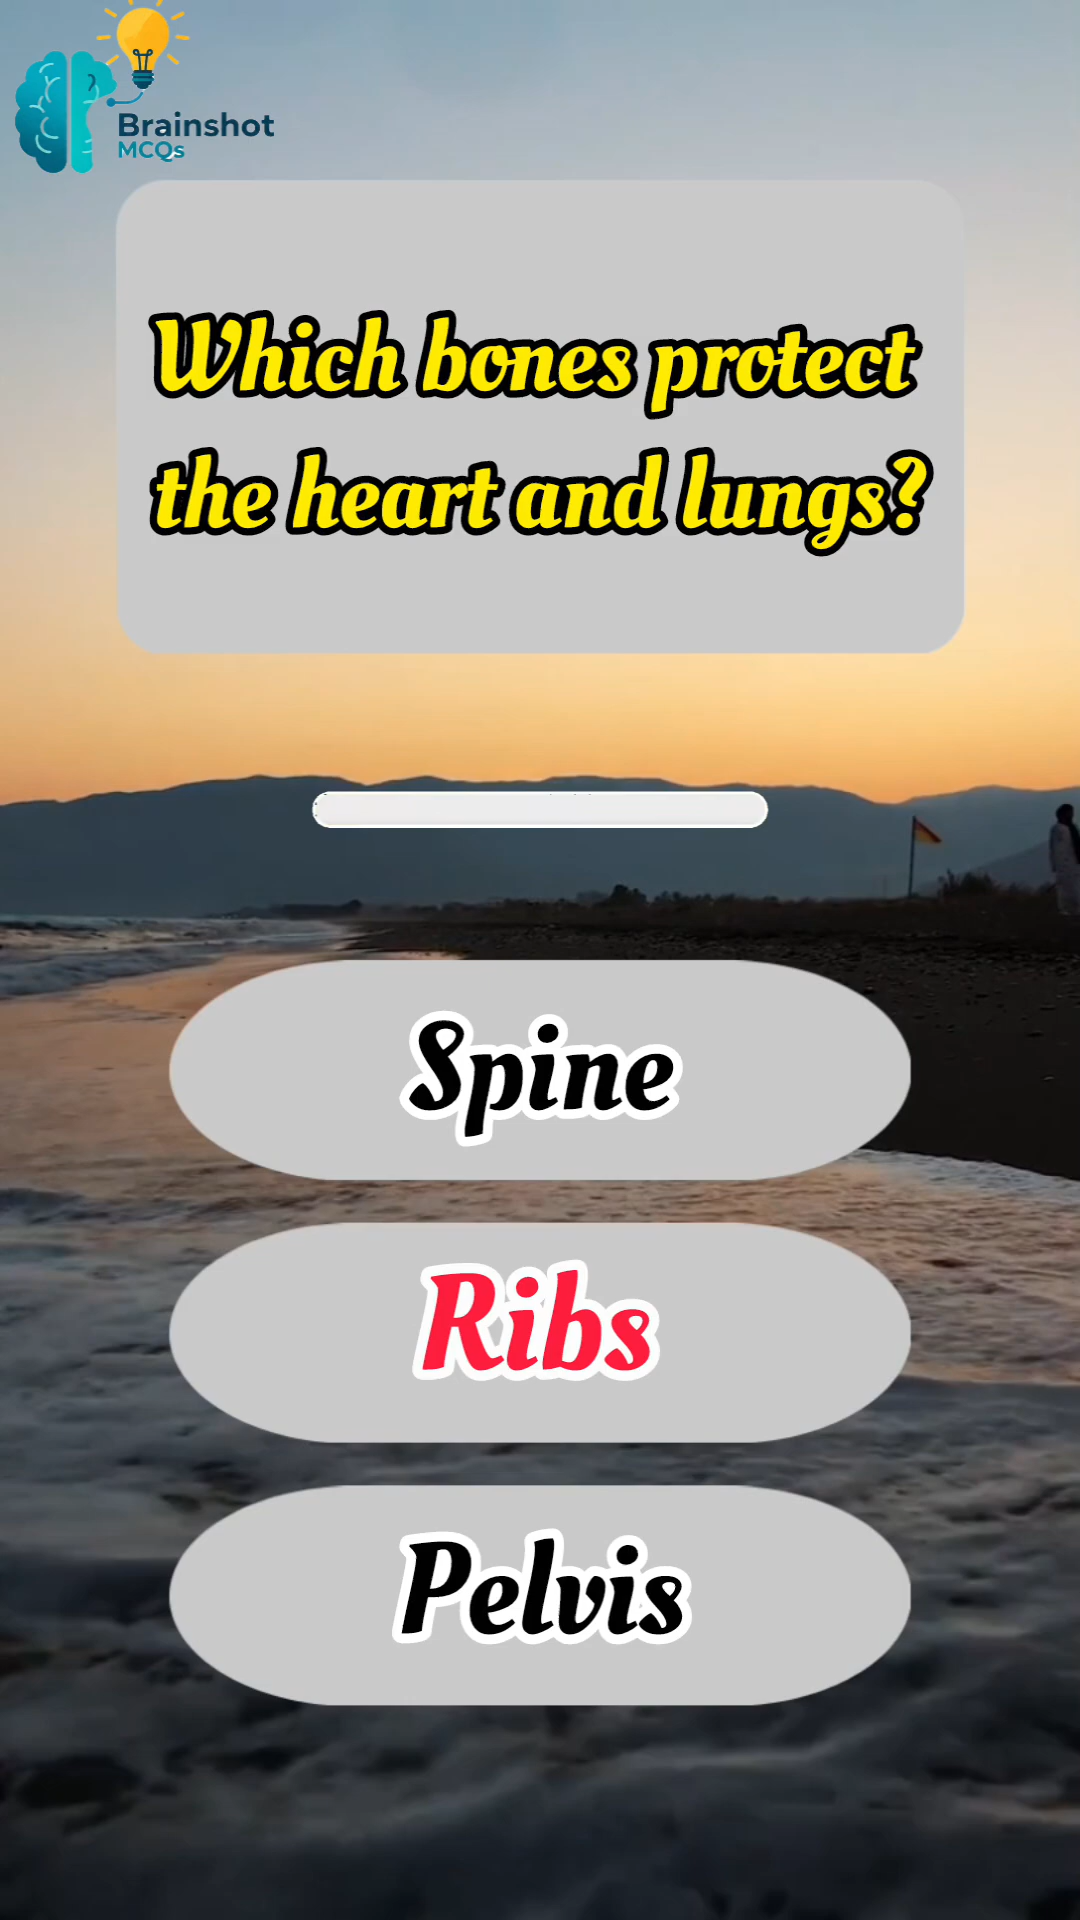 Brainshot
MCQs
Which bones protect
the heart and lungs?
Spine
Ribs
Pelvis